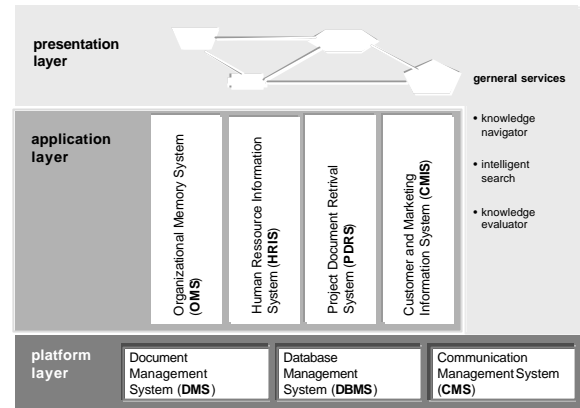 presentation
layer
gerneral services
• knowledge
navigator
• intelligent
search
• knowledge
evaluator
application
layer
Organizational Memory System
(OMS)
Human Ressource Information
System (HRIS)
Project Document Retrival
System (PDRS)
Customer and Marketing
Information System (CMIS)
platform
layer
Document
Management
System (DMS)
Database
Management
System (DBMS)
Communication
Management System
(CMS)